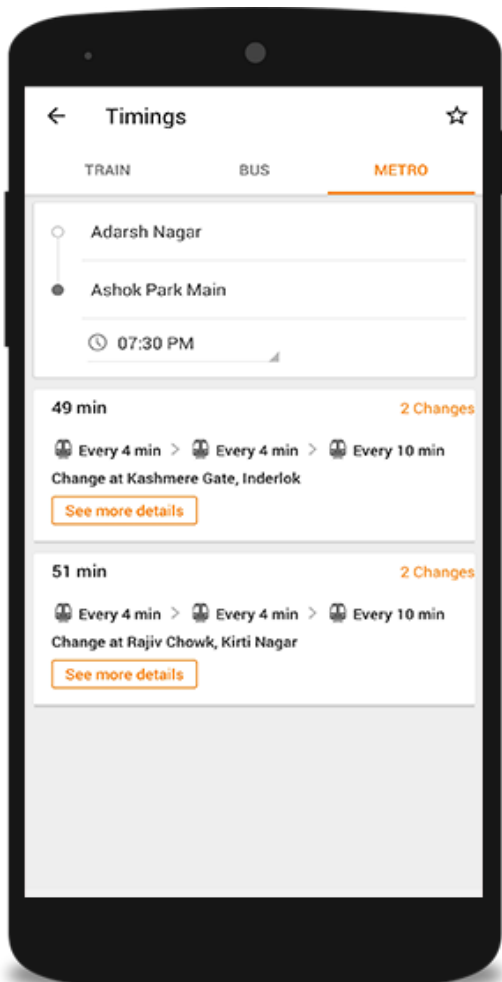 Timings
TRAIN BUS METRO
Adarsh Nagar
Ashok Park Main
07:30 PM
49 min 2 Changes
Every 4 min > Every 4 min > Every 10 min
Change at Kashmere Gate, Inderlok
See more details
51 min 2 Changes
Every 4 min > Every 4 min > Every 10 min
Change at Rajiv Chowk, Kirti Nagar
See more details